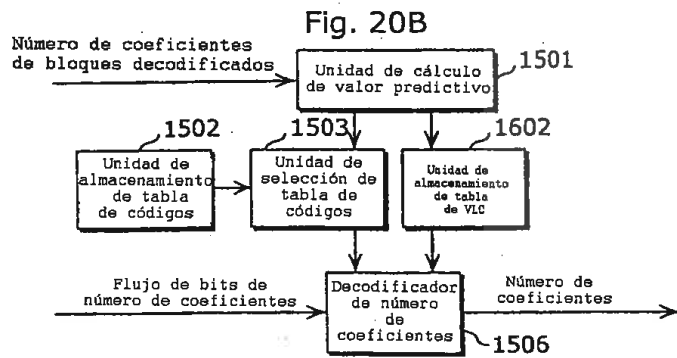 Fig. 20B
Número de coeficientes
de bloques decodificados
Unidad de cálculo
de valor predictivo
1501
1502
Unidad de
almacenamiento
de tabla
de códigos
1503
Unidad de
selección de
tabla de
códigos
1602
Unidad de
almacenamiento
de tabla
de VLC
Flujo de bits de
número de coeficientes
Decodificador
de número
de
coeficientes
1506
Número de
coeficientes